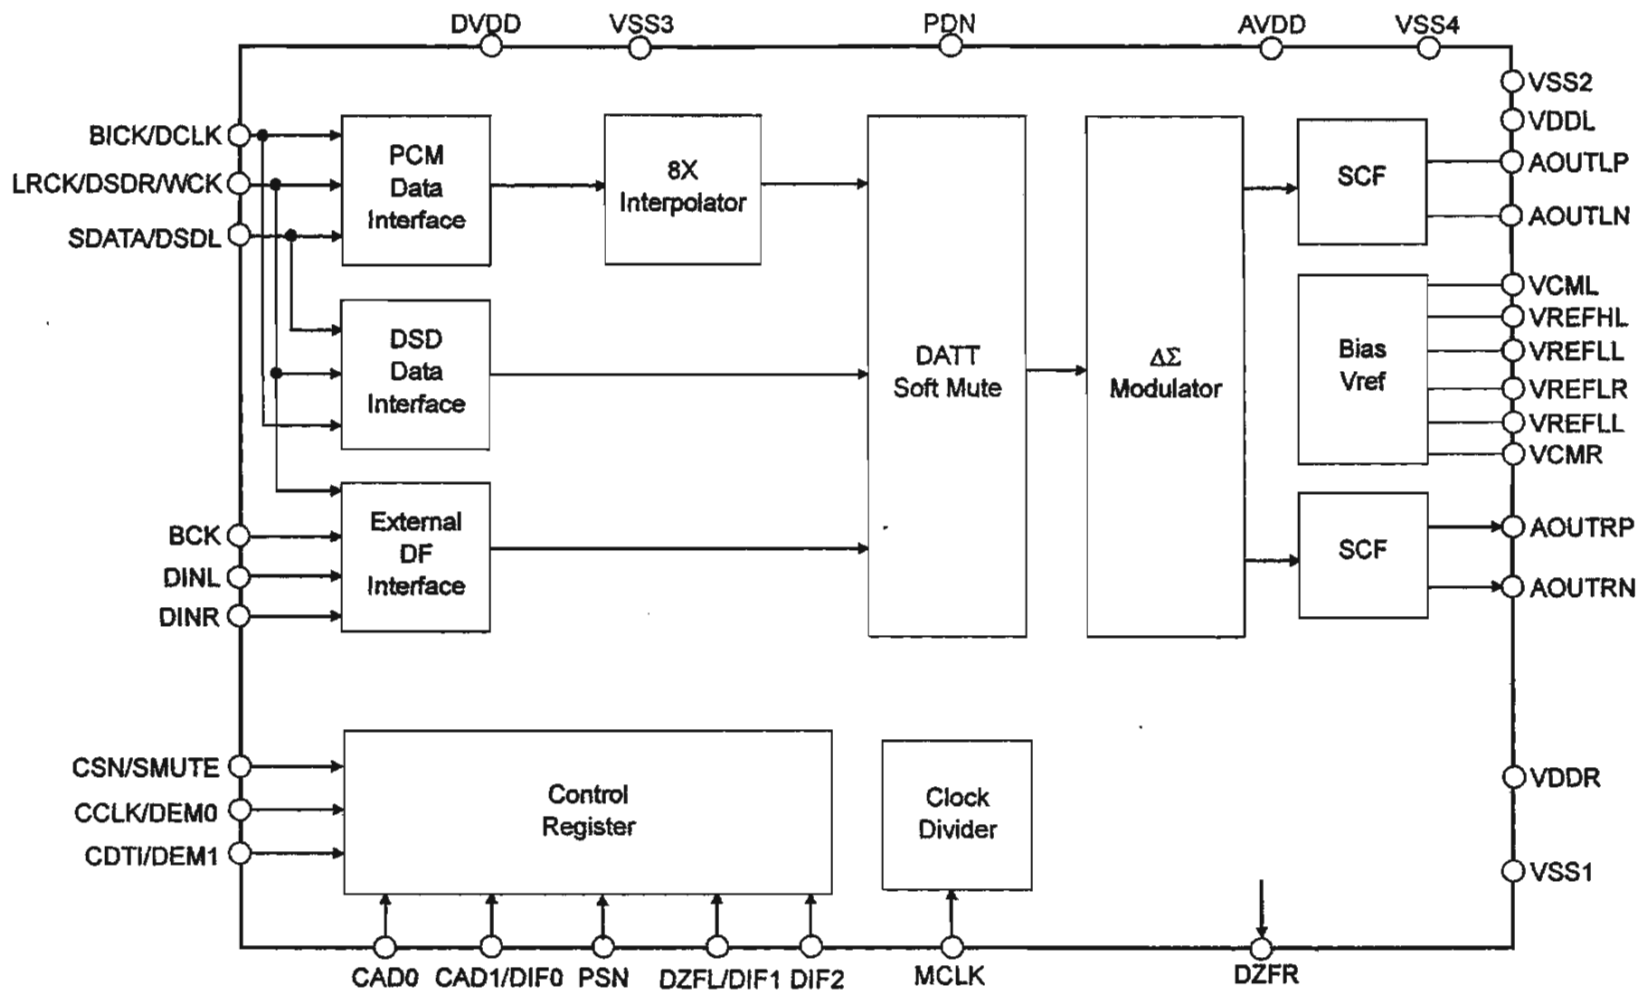 DVDD
VSS3
PDN
AVDD
VSS4
VSS2
VDDL
BICK/DCLK
LRCK/DSDR/WCK
SDATA/DSDL
PCM
Data
Interface
8X
Interpolator
SCF
AOUTLP
AOUTLN
DSD
Data
Interface
DATT
Soft Mute
ΔΣ
Modulator
Bias
Vref
VCML
VREFHL
VREFLL
VREFLR
VREFLL
VCMR
BCK
DINL
DINR
External
DF
Interface
SCF
AOUTRP
AOUTRN
CSN/SMUTE
CCLK/DEM0
CDTI/DEM1
Control
Register
Clock
Divider
VDDR
VSS1
CAD0
CAD1/DIF0
PSN
DZFL/DIF1
DIF2
MCLK
DZFR